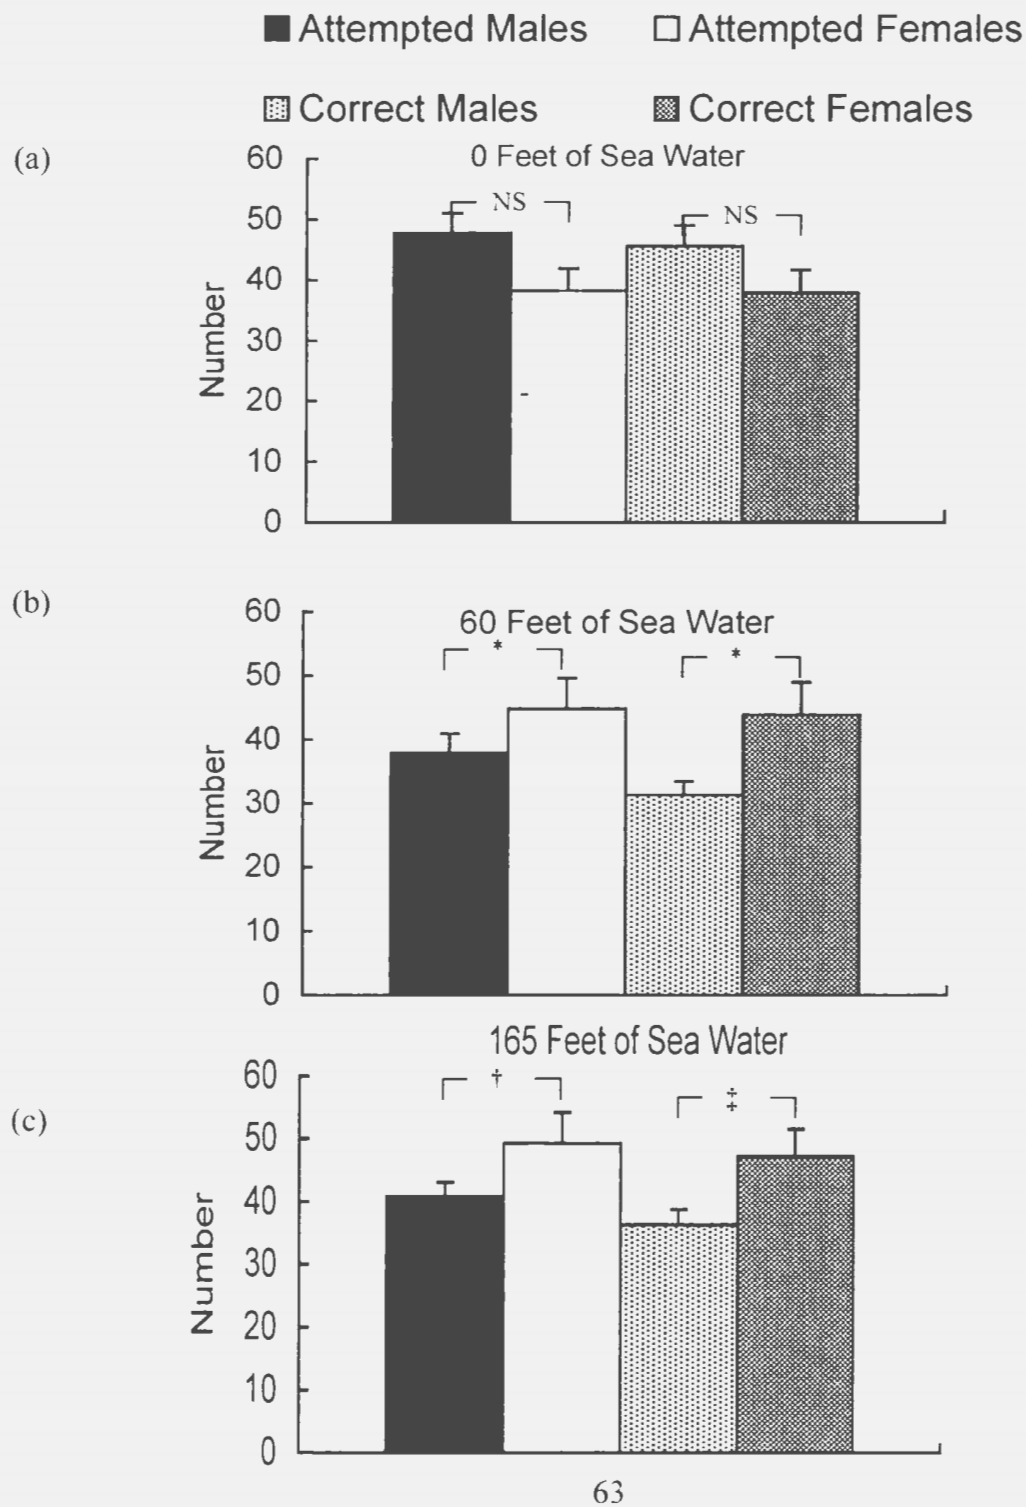 Attempted Males Attempted Females
Correct Males Correct Females
(a)
0 Feet of Sea Water
60
50
40
30
20
10
0
Number
NS NS
(b)
60 Feet of Sea Water
60
50
40
30
20
10
0
Number
* *
165 Feet of Sea Water
(c)
60
50
40
30
20
10
0
Number
† ‡
63